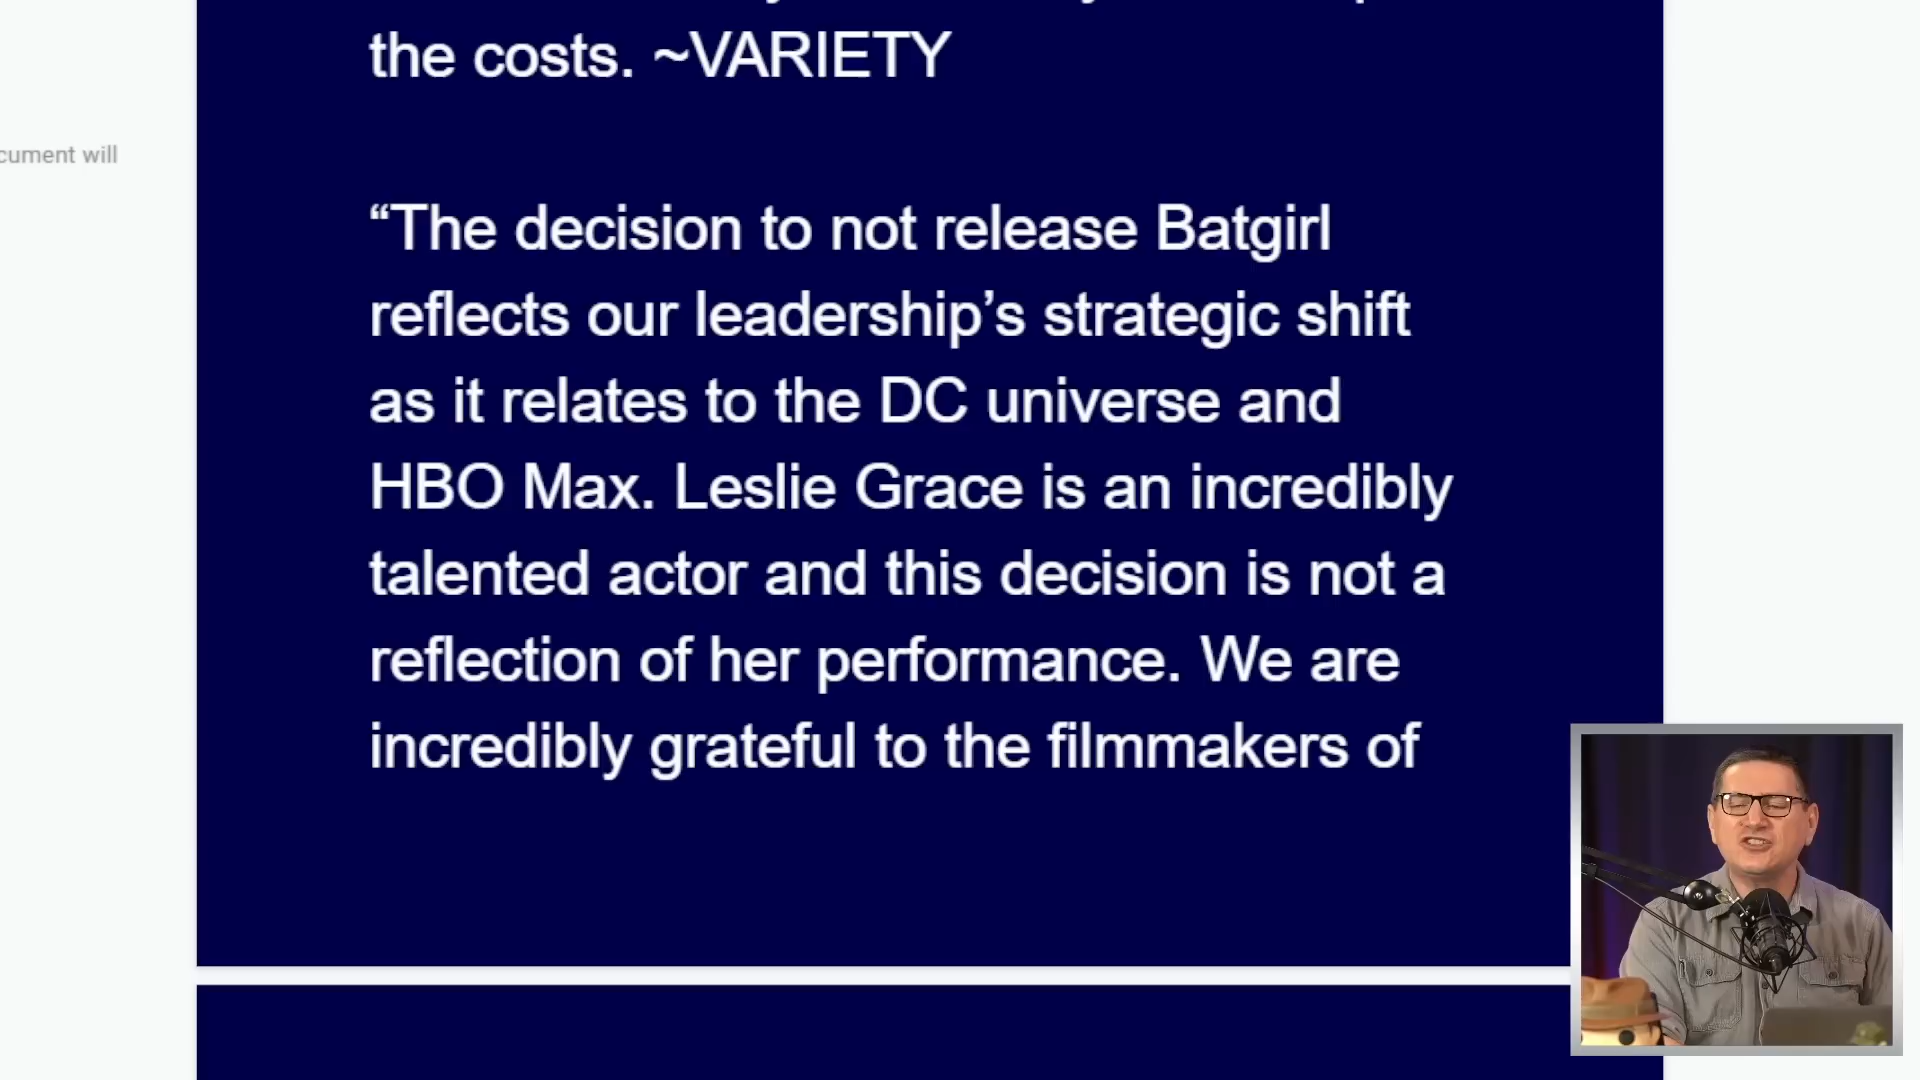 the costs. ~VARIETY
cument will
“The decision to not release Batgirl
reflects our leadership’s strategic shift
as it relates to the DC universe and
HBO Max. Leslie Grace is an incredibly
talented actor and this decision is not a
reflection of her performance. We are
incredibly grateful to the filmmakers of